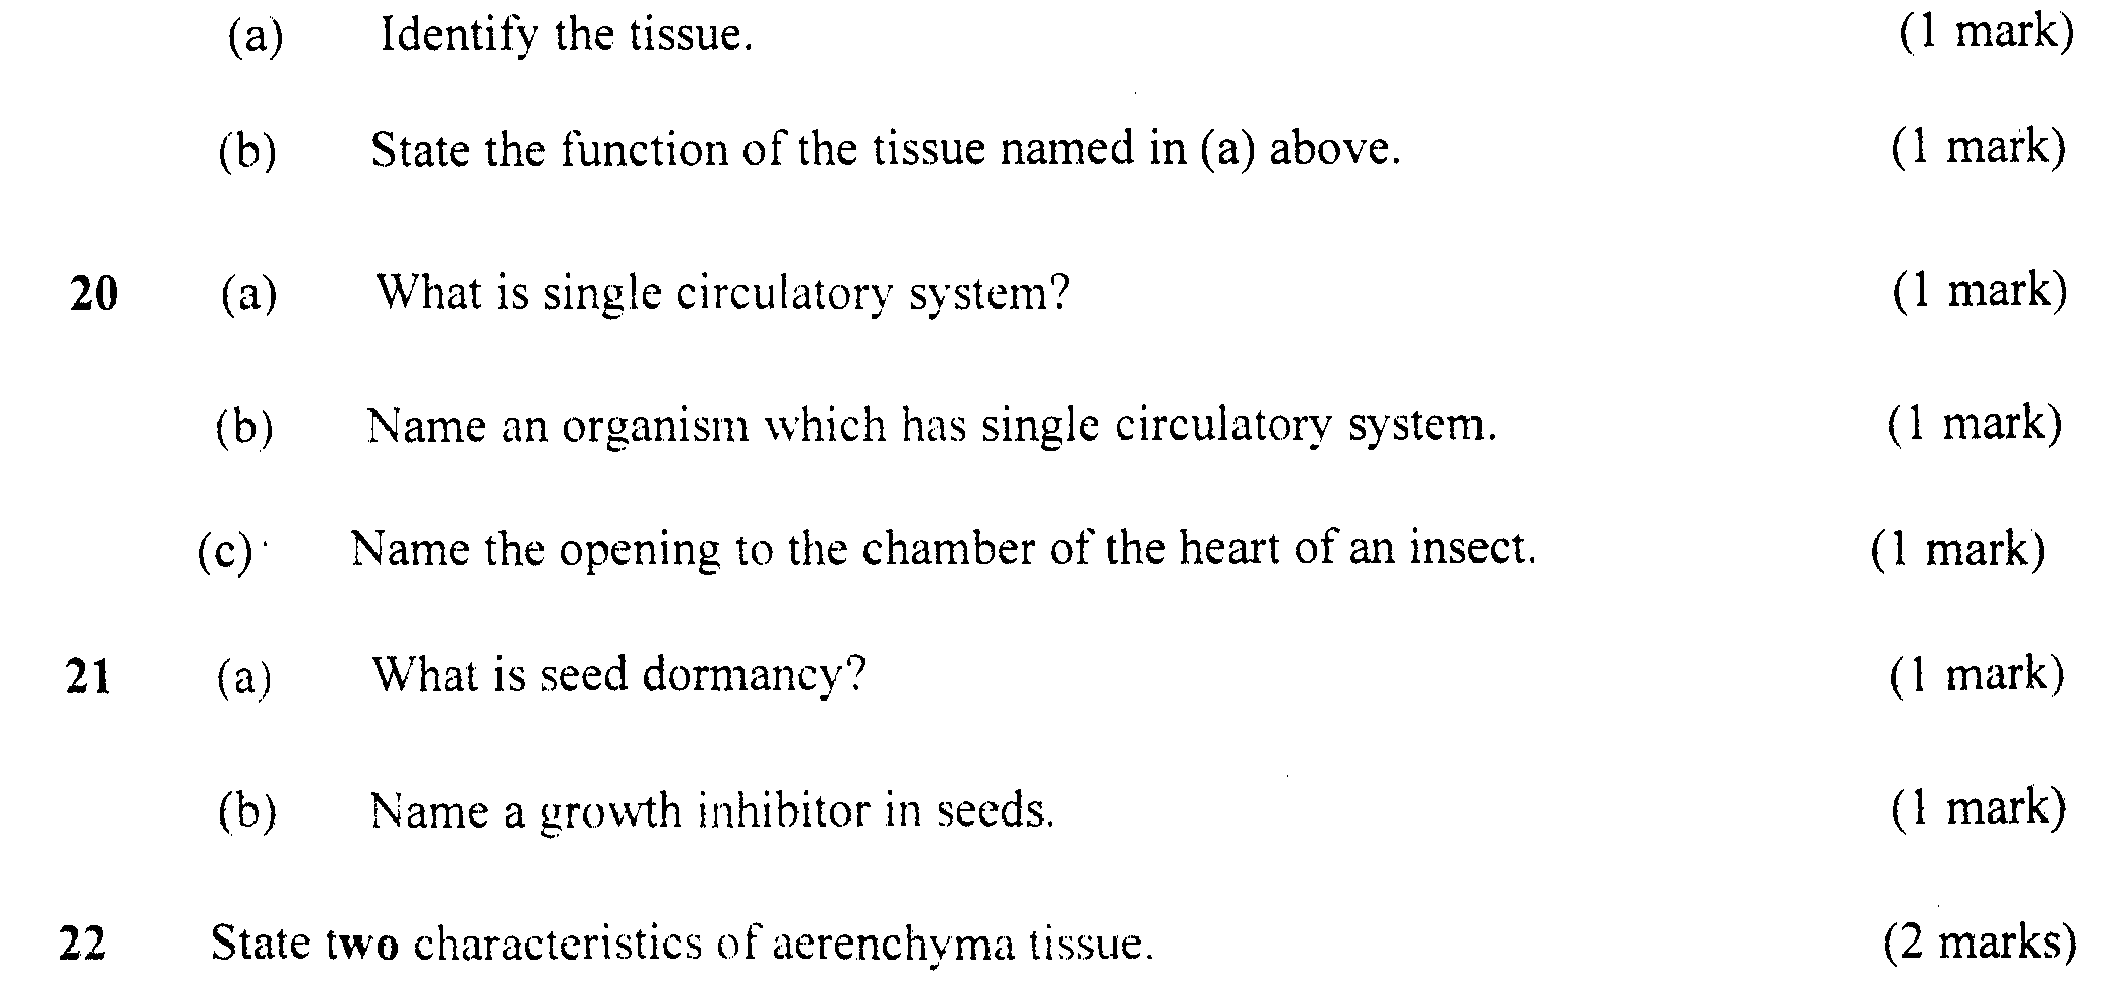 (a) Identify the tissue. (1 mark)
(b) State the function of the tissue named in (a) above. (1 mark)
20 (a) What is single circulatory system? (1 mark)
(b) Name an organism which has single circulatory system. (1 mark)
(c) Name the opening to the chamber of the heart of an insect. (1 mark)
21 (a) What is seed dormancy? (1 mark)
(b) Name a growth inhibitor in seeds. (1 mark)
22 State two characteristics of aerenchyma tissue. (2 marks)